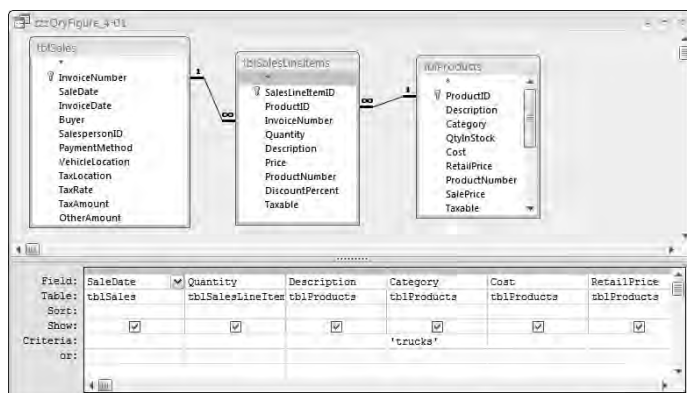 tblSales
*
InvoiceNumber
SaleDate
InvoiceDate
Buyer
SalespersonID
PaymentMethod
VehicleLocation
TaxLocation
TaxRate
TaxAmount
OtherAmount
1
∞
tblSalesLineItems
*
SalesLineItemID
ProductID
InvoiceNumber
Quantity
Description
Price
ProductNumber
DiscountPercent
Taxable
∞
1
tblProducts
*
ProductID
Description
Category
QtyInStock
Cost
RetailPrice
ProductNumber
SalePrice
Taxable
Field: SaleDate Quantity Description Category Cost RetailPrice
Table: tblSales tblSalesLineItem tblProducts tblProducts tblProducts tblProducts
Sort:
Show:
Criteria: 'trucks'
or: